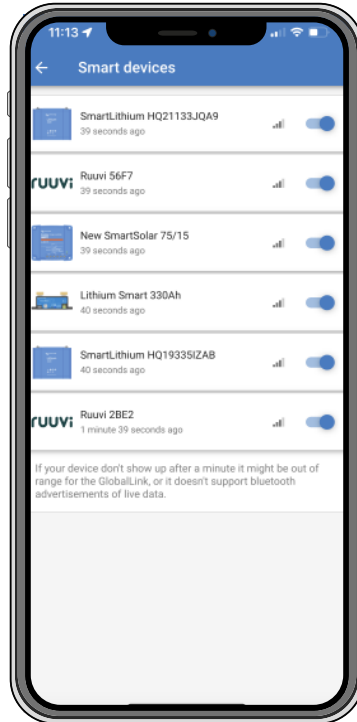 11:13
Smart devices
SmartLithium HQ21133JQA9
39 seconds ago
ruuvi
Ruuvi 56F7
39 seconds ago
New SmartSolar 75/15
39 seconds ago
Lithium Smart 330Ah
40 seconds ago
SmartLithium HQ19335IZAB
40 seconds ago
ruuvi
Ruuvi 2BE2
1 minute 39 seconds ago
If your device don't show up after a minute it might be out of
range for the GlobalLink, or it doesn't support bluetooth
advertisements of live data.